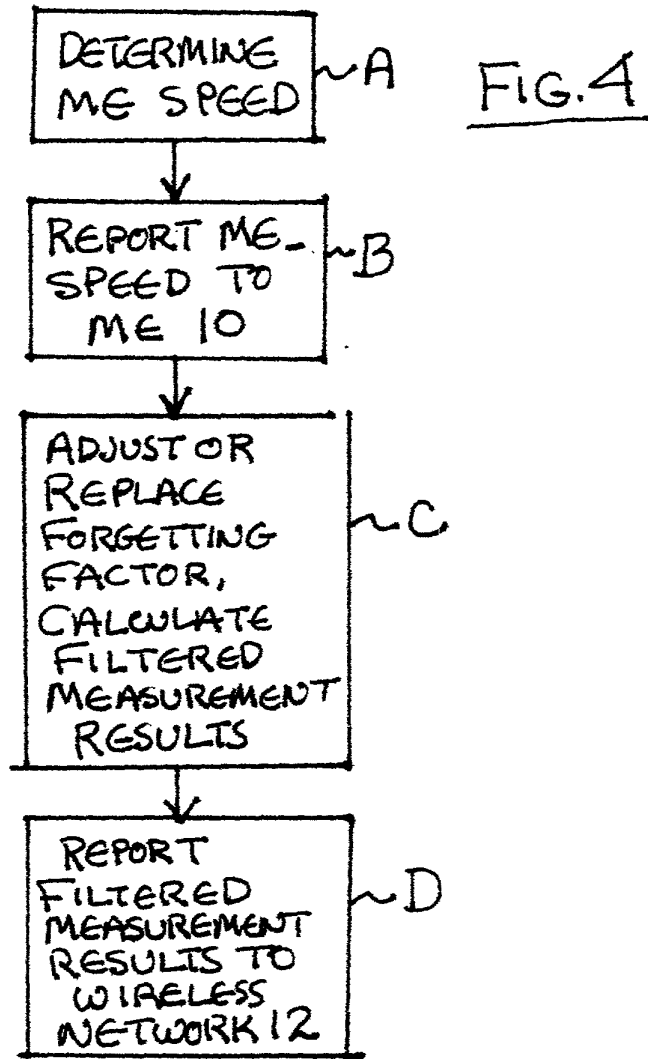 DETERMINE
ME SPEED
A
FIG. 4
REPORT ME
SPEED TO
ME 10
B
ADJUST OR
REPLACE
FORGETTING
FACTOR,
CALCULATE
FILTERED
MEASUREMENT
RESULTS
C
REPORT
FILTERED
MEASUREMENT
RESULTS TO
WIRELESS
NETWORK 12
D